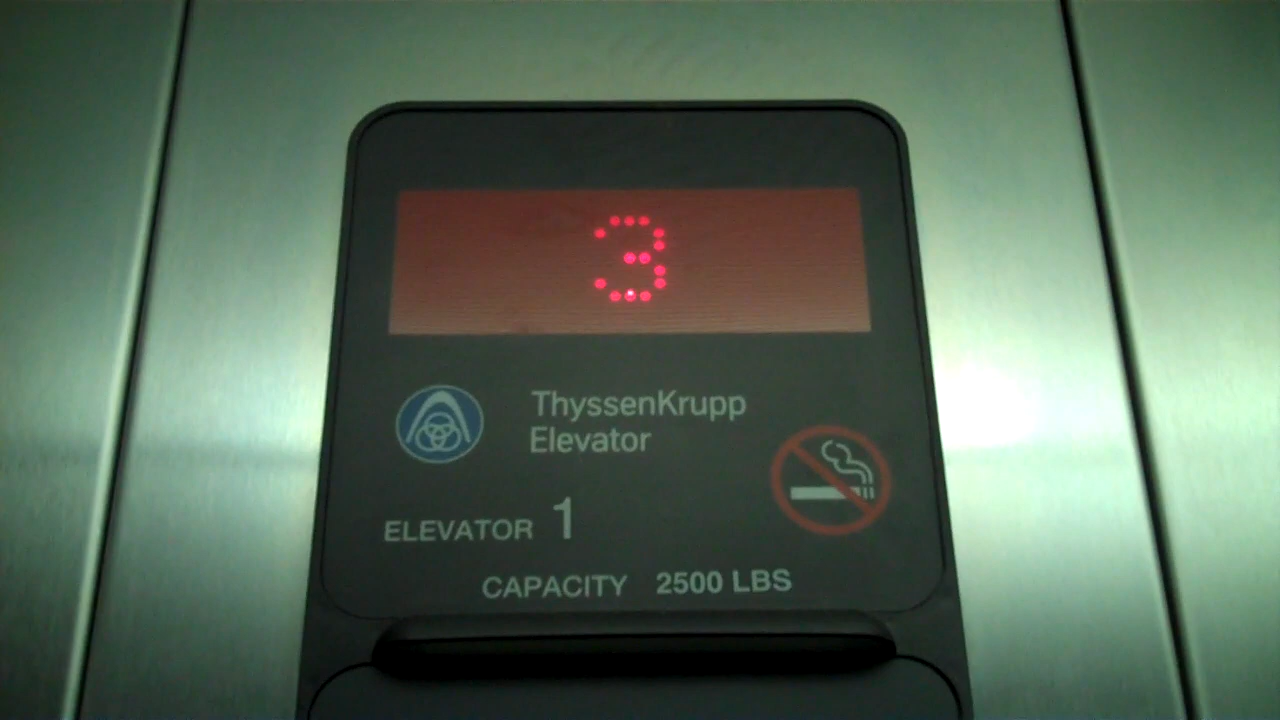 3
ThyssenKrupp
Elevator
ELEVATOR 1
CAPACITY 2500 LBS